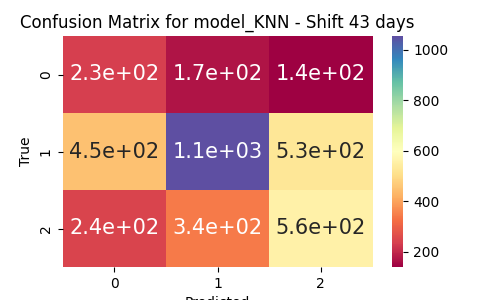 Confusion Matrix for model_KNN - Shift 43 days
True
0 2.3e+02 1.7e+02 1.4e+02
1 4.5e+02 1.1e+03 5.3e+02
2 2.4e+02 3.4e+02 5.6e+02
0 1 2
Predicted
1000
800
600
400
200